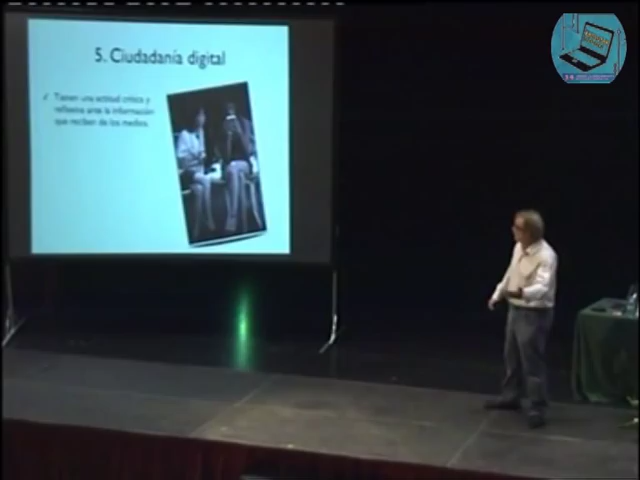 5. Ciudadanía digital
✓ Tienen una actitud crítica y
reflexiva ante la información
que reciben de los medios.